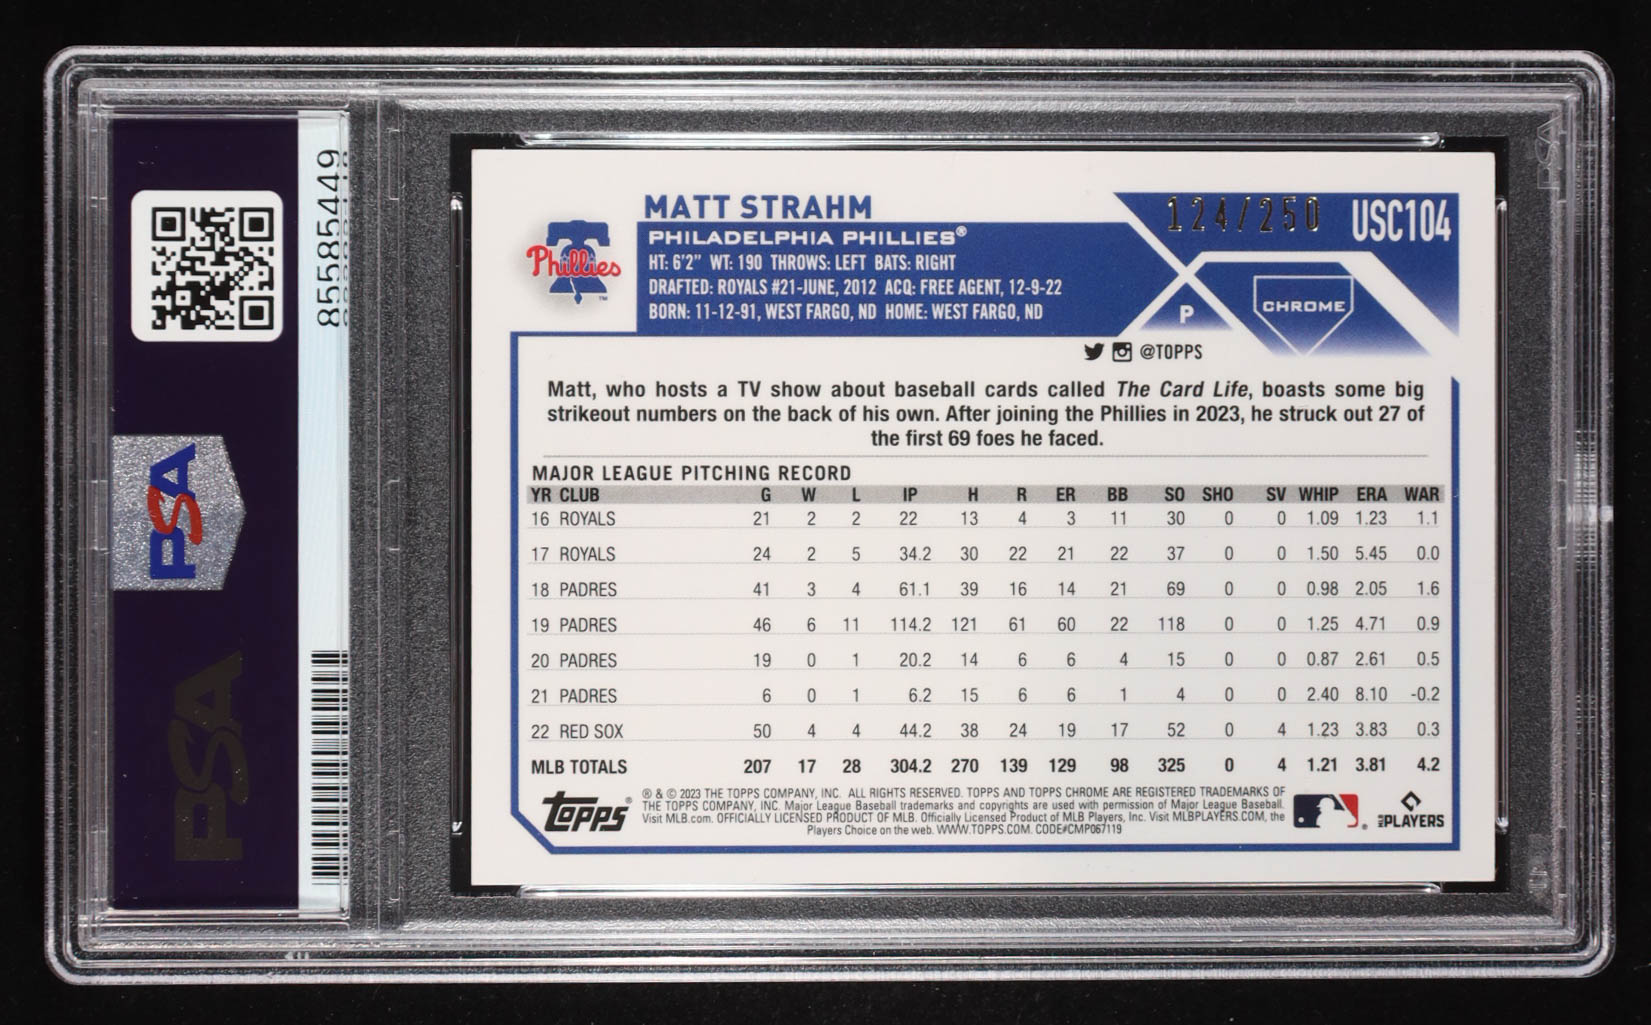 85585449
PSA
PSA
MATT STRAHM
124/250 USC104
Phillies
PHILADELPHIA PHILLIES®
HT: 6'2" WT: 190 THROWS: LEFT BATS: RIGHT
DRAFTED: ROYALS #21-JUNE, 2012 ACQ: FREE AGENT, 12-9-22
BORN: 11-12-91, WEST FARGO, ND HOME: WEST FARGO, ND
P
CHROME
@TOPPS
Matt, who hosts a TV show about baseball cards called The Card Life, boasts some big
strikeout numbers on the back of his own. After joining the Phillies in 2023, he struck out 27 of
the first 69 foes he faced.
MAJOR LEAGUE PITCHING RECORD
YR CLUB G W L IP H R ER BB SO SHO SV WHIP ERA WAR
16 ROYALS 21 2 2 22 13 4 3 11 30 0 0 1.09 1.23 1.1
17 ROYALS 24 2 5 34.2 30 22 21 22 37 0 0 1.50 5.45 0.0
18 PADRES 41 3 4 61.1 39 16 14 21 69 0 0 0.98 2.05 1.6
19 PADRES 46 6 11 114.2 121 61 60 22 118 0 0 1.25 4.71 0.9
20 PADRES 19 0 1 20.2 14 6 6 4 15 0 0 0.87 2.61 0.5
21 PADRES 6 0 1 6.2 15 6 6 1 4 0 0 2.40 8.10 -0.2
22 RED SOX 50 4 4 44.2 38 24 19 17 52 0 4 1.23 3.83 0.3
MLB TOTALS 207 17 28 304.2 270 139 129 98 325 0 4 1.21 3.81 4.2
topps®
® & © 2023 THE TOPPS COMPANY, INC. ALL RIGHTS RESERVED. TOPPS AND TOPPS CHROME ARE REGISTERED TRADEMARKS OF
THE TOPPS COMPANY, INC. Major League Baseball trademarks and copyrights are used with permission of Major League Baseball.
Visit MLB.com. OFFICIALLY LICENSED PRODUCT OF MLB. Officially Licensed Product of MLB Players, Inc. Visit MLBPLAYERS.COM, the
Players Choice on the web. WWW.TOPPS.COM. CODE#CMP067119
MLB PLAYERS